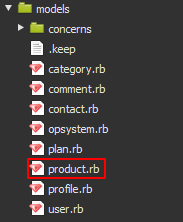 models
concerns
.keep
category.rb
comment.rb
contact.rb
opsystem.rb
plan.rb
product.rb
profile.rb
user.rb